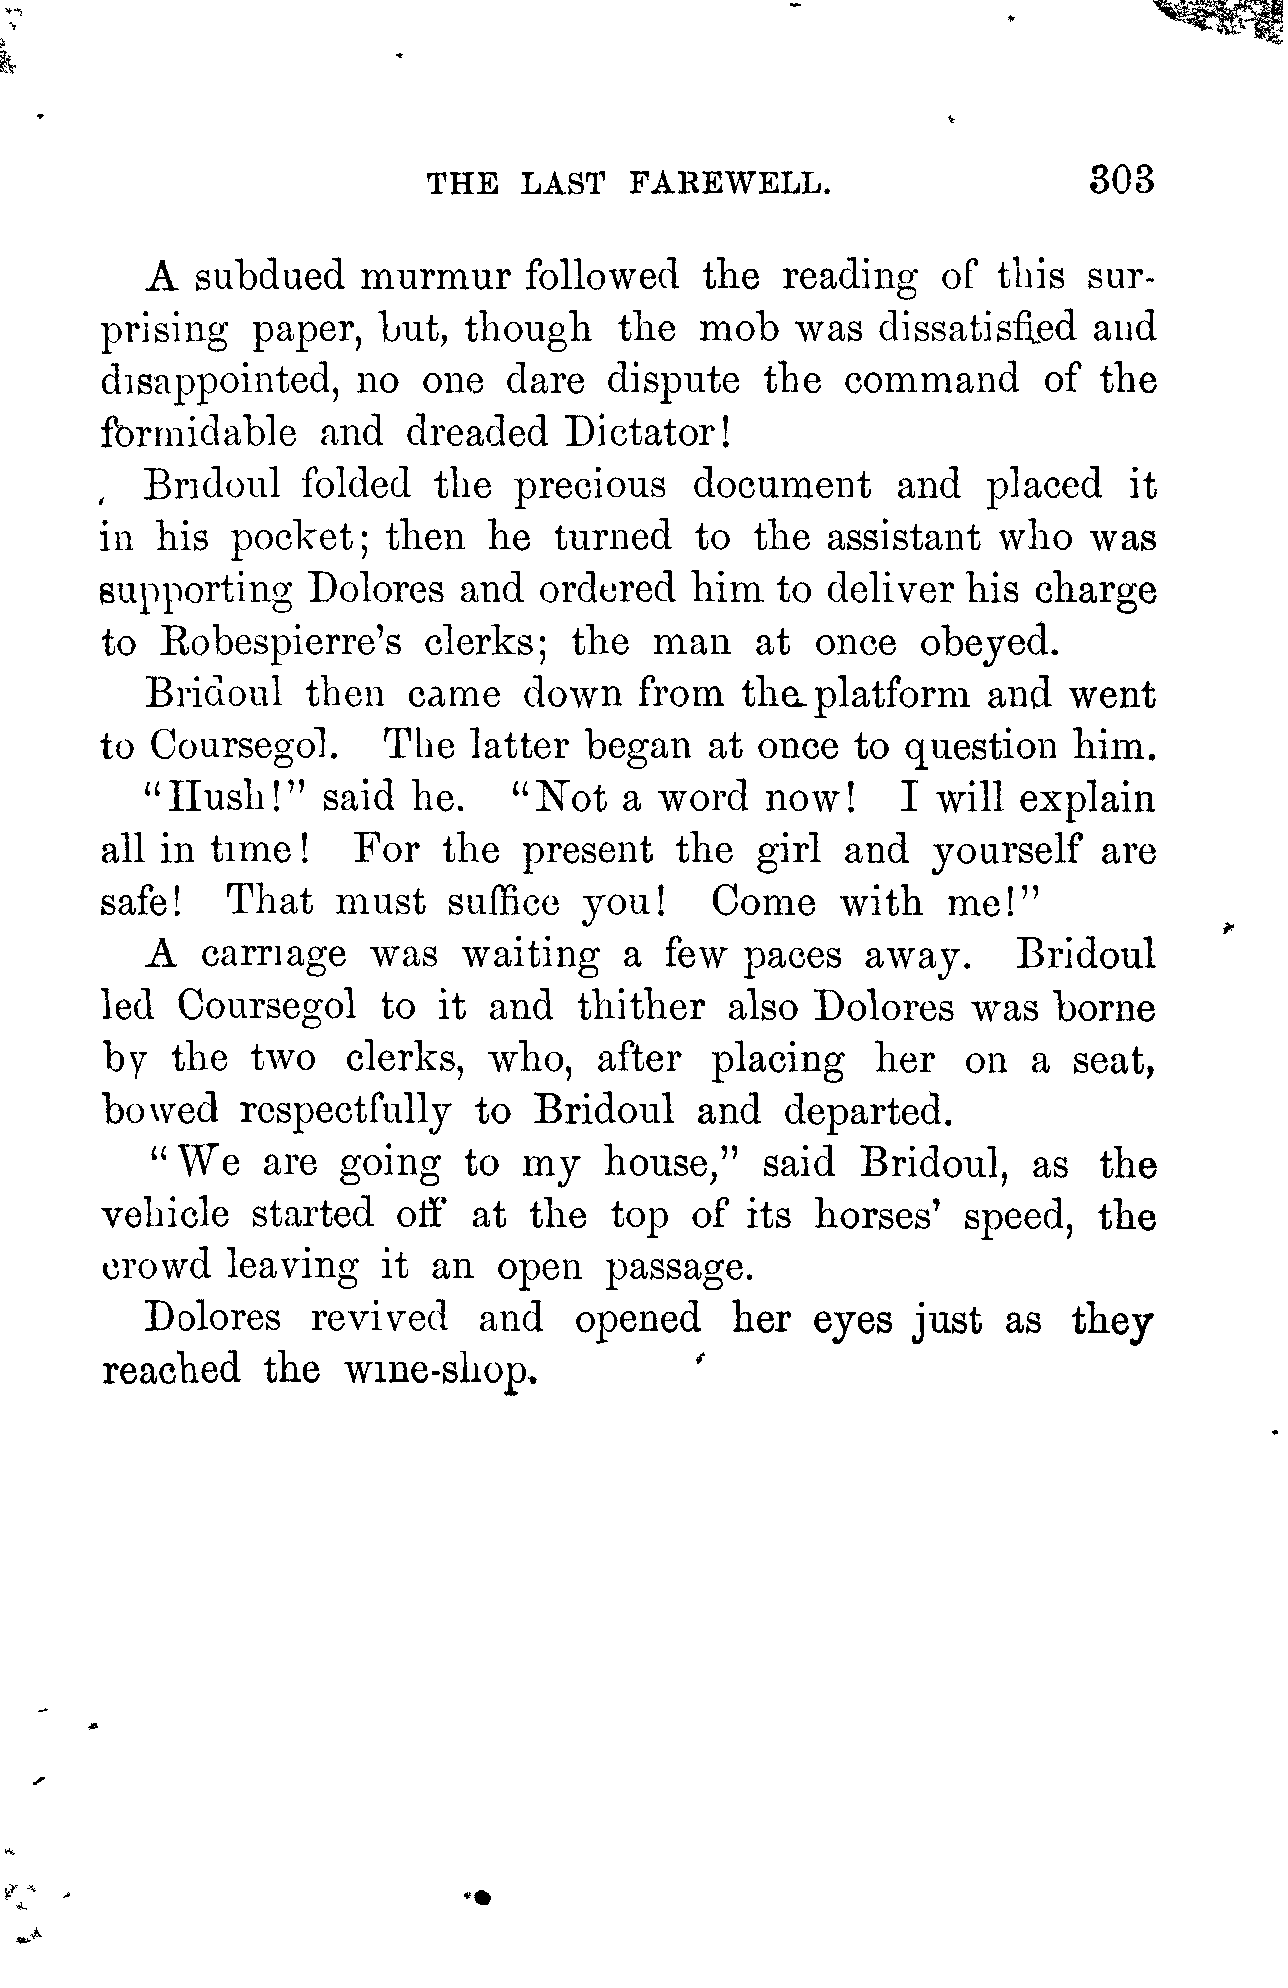 THE LAST FAREWELL. 303
A subdued murmur followed the reading of this sur-
prising paper, but, though the mob was dissatisfied and
disappointed, no one dare dispute the command of the
formidable and dreaded Dictator!
Bridoul folded the precious document and placed it
in his pocket; then he turned to the assistant who was
supporting Dolores and ordered him to deliver his charge
to Robespierre's clerks; the man at once obeyed.
Bridoul then came down from the platform and went
to Coursegol. The latter began at once to question him.
"Hush!" said he. "Not a word now! I will explain
all in time! For the present the girl and yourself are
safe! That must suffice you! Come with me!"
A carriage was waiting a few paces away. Bridoul
led Coursegol to it and thither also Dolores was borne
by the two clerks, who, after placing her on a seat,
bowed respectfully to Bridoul and departed.
"We are going to my house," said Bridoul, as the
vehicle started off at the top of its horses' speed, the
crowd leaving it an open passage.
Dolores revived and opened her eyes just as they
reached the wine-shop.